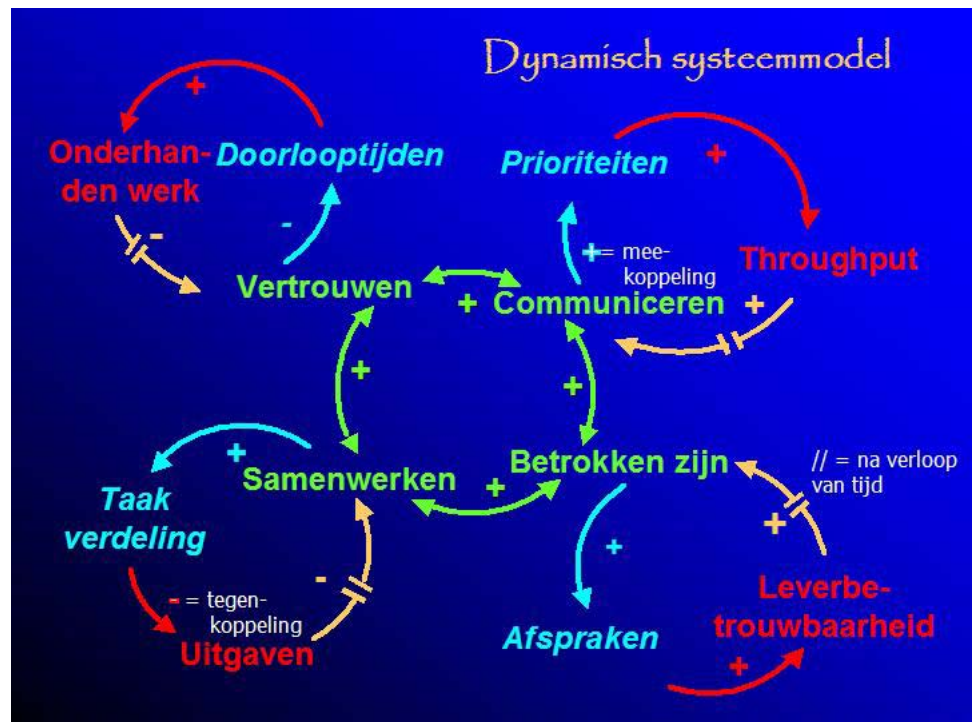 Dynamisch systeemmodel
+
Onderhan-
den werk
Doorlooptijden
-
-
Vertrouwen
+
Prioriteiten
+
+= mee-
koppeling
Throughput
Communiceren
+
+
+
+
Samenwerken
+
Betrokken zijn
// = na verloop
van tijd
+
Taak
verdeling
-
- = tegen-
koppeling
Uitgaven
+
Afspraken
Leverbe-
trouwbaarheid
+